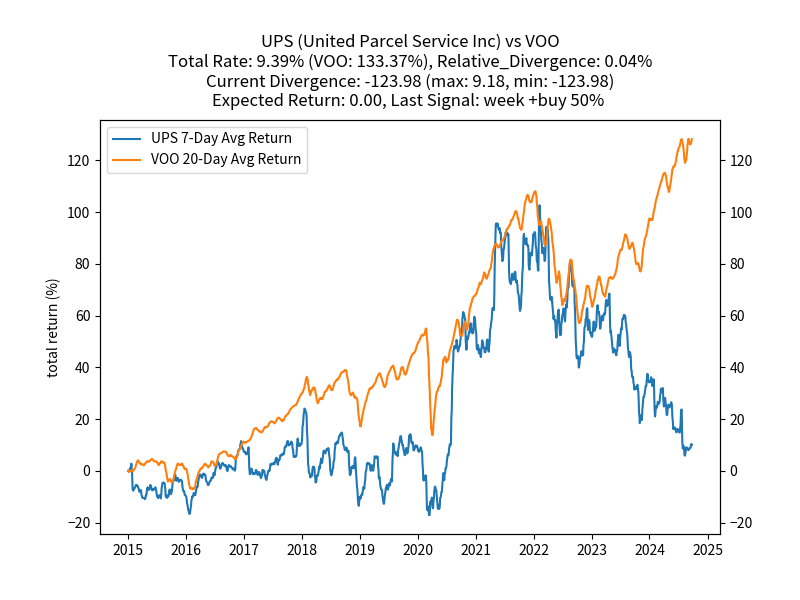 UPS (United Parcel Service Inc) vs VOO
Total Rate: 9.39% (VOO: 133.37%), Relative_Divergence: 0.04%
Current Divergence: -123.98 (max: 9.18, min: -123.98)
Expected Return: 0.00, Last Signal: week +buy 50%
UPS 7-Day Avg Return
VOO 20-Day Avg Return
total return (%)
120
100
80
60
40
20
0
−20
120
100
80
60
40
20
0
−20
2015 2016 2017 2018 2019 2020 2021 2022 2023 2024 2025